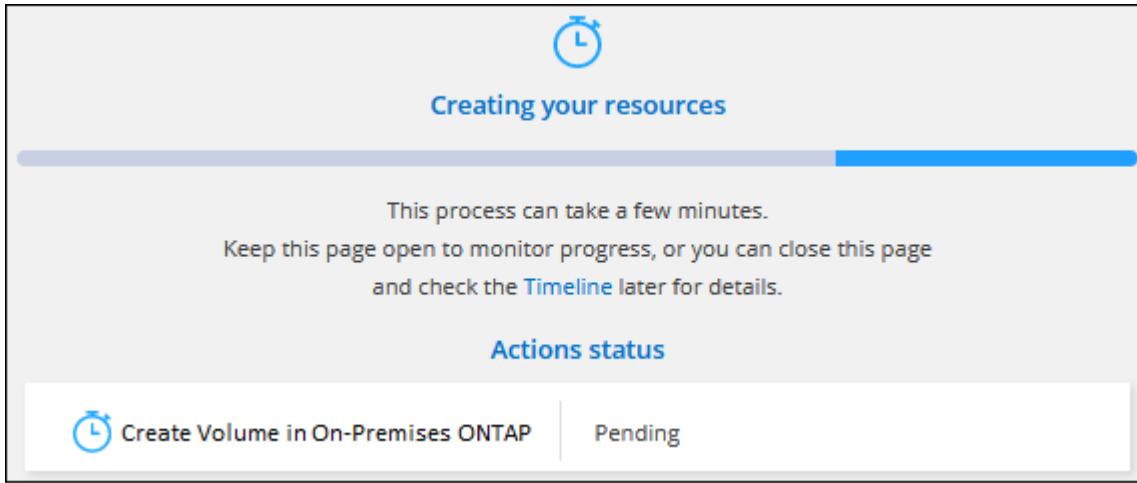 Creating your resources
This process can take a few minutes.
Keep this page open to monitor progress, or you can close this page
and check the Timeline later for details.
Actions status
Create Volume in On-Premises ONTAP Pending